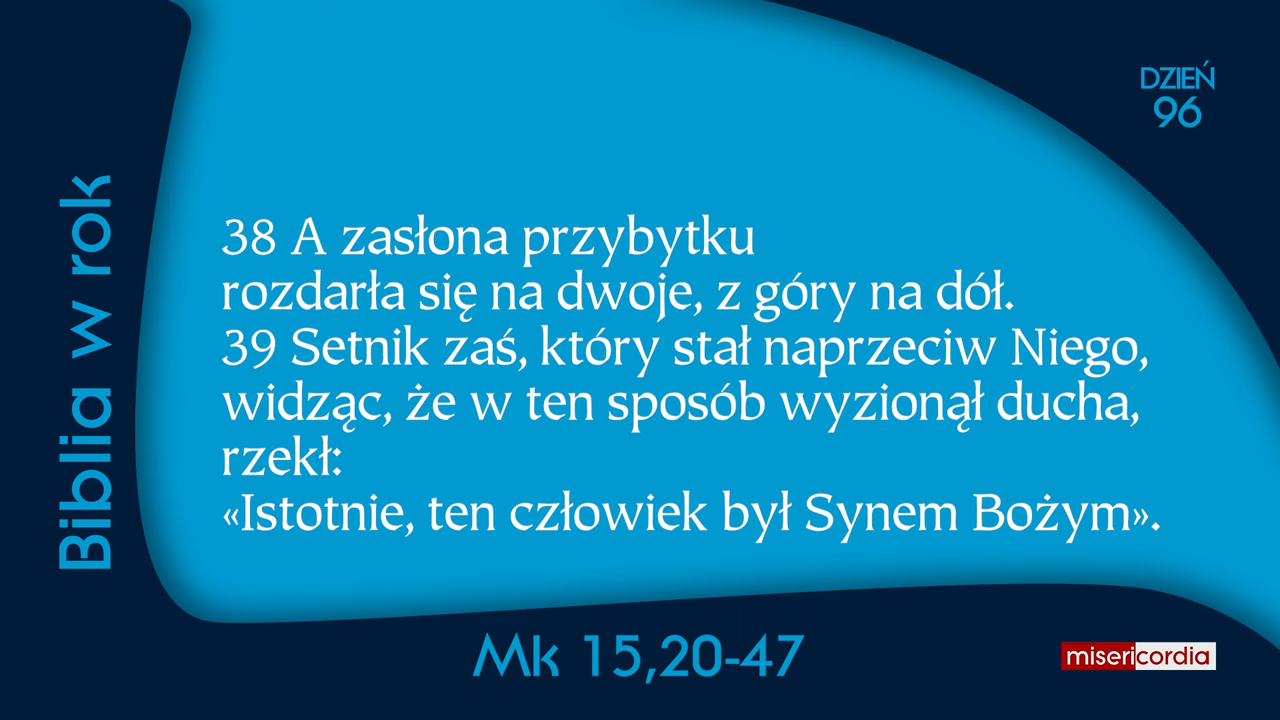 DZIEŃ
96
Biblia w rok
38 A zasłona przybytku
rozdarła się na dwoje, z góry na dół.
39 Setnik zaś, który stał naprzeciw Niego,
widząc, że w ten sposób wyzionął ducha,
rzekł:
«Istotnie, ten człowiek był Synem Bożym».
Mk 15,20-47
misericordia